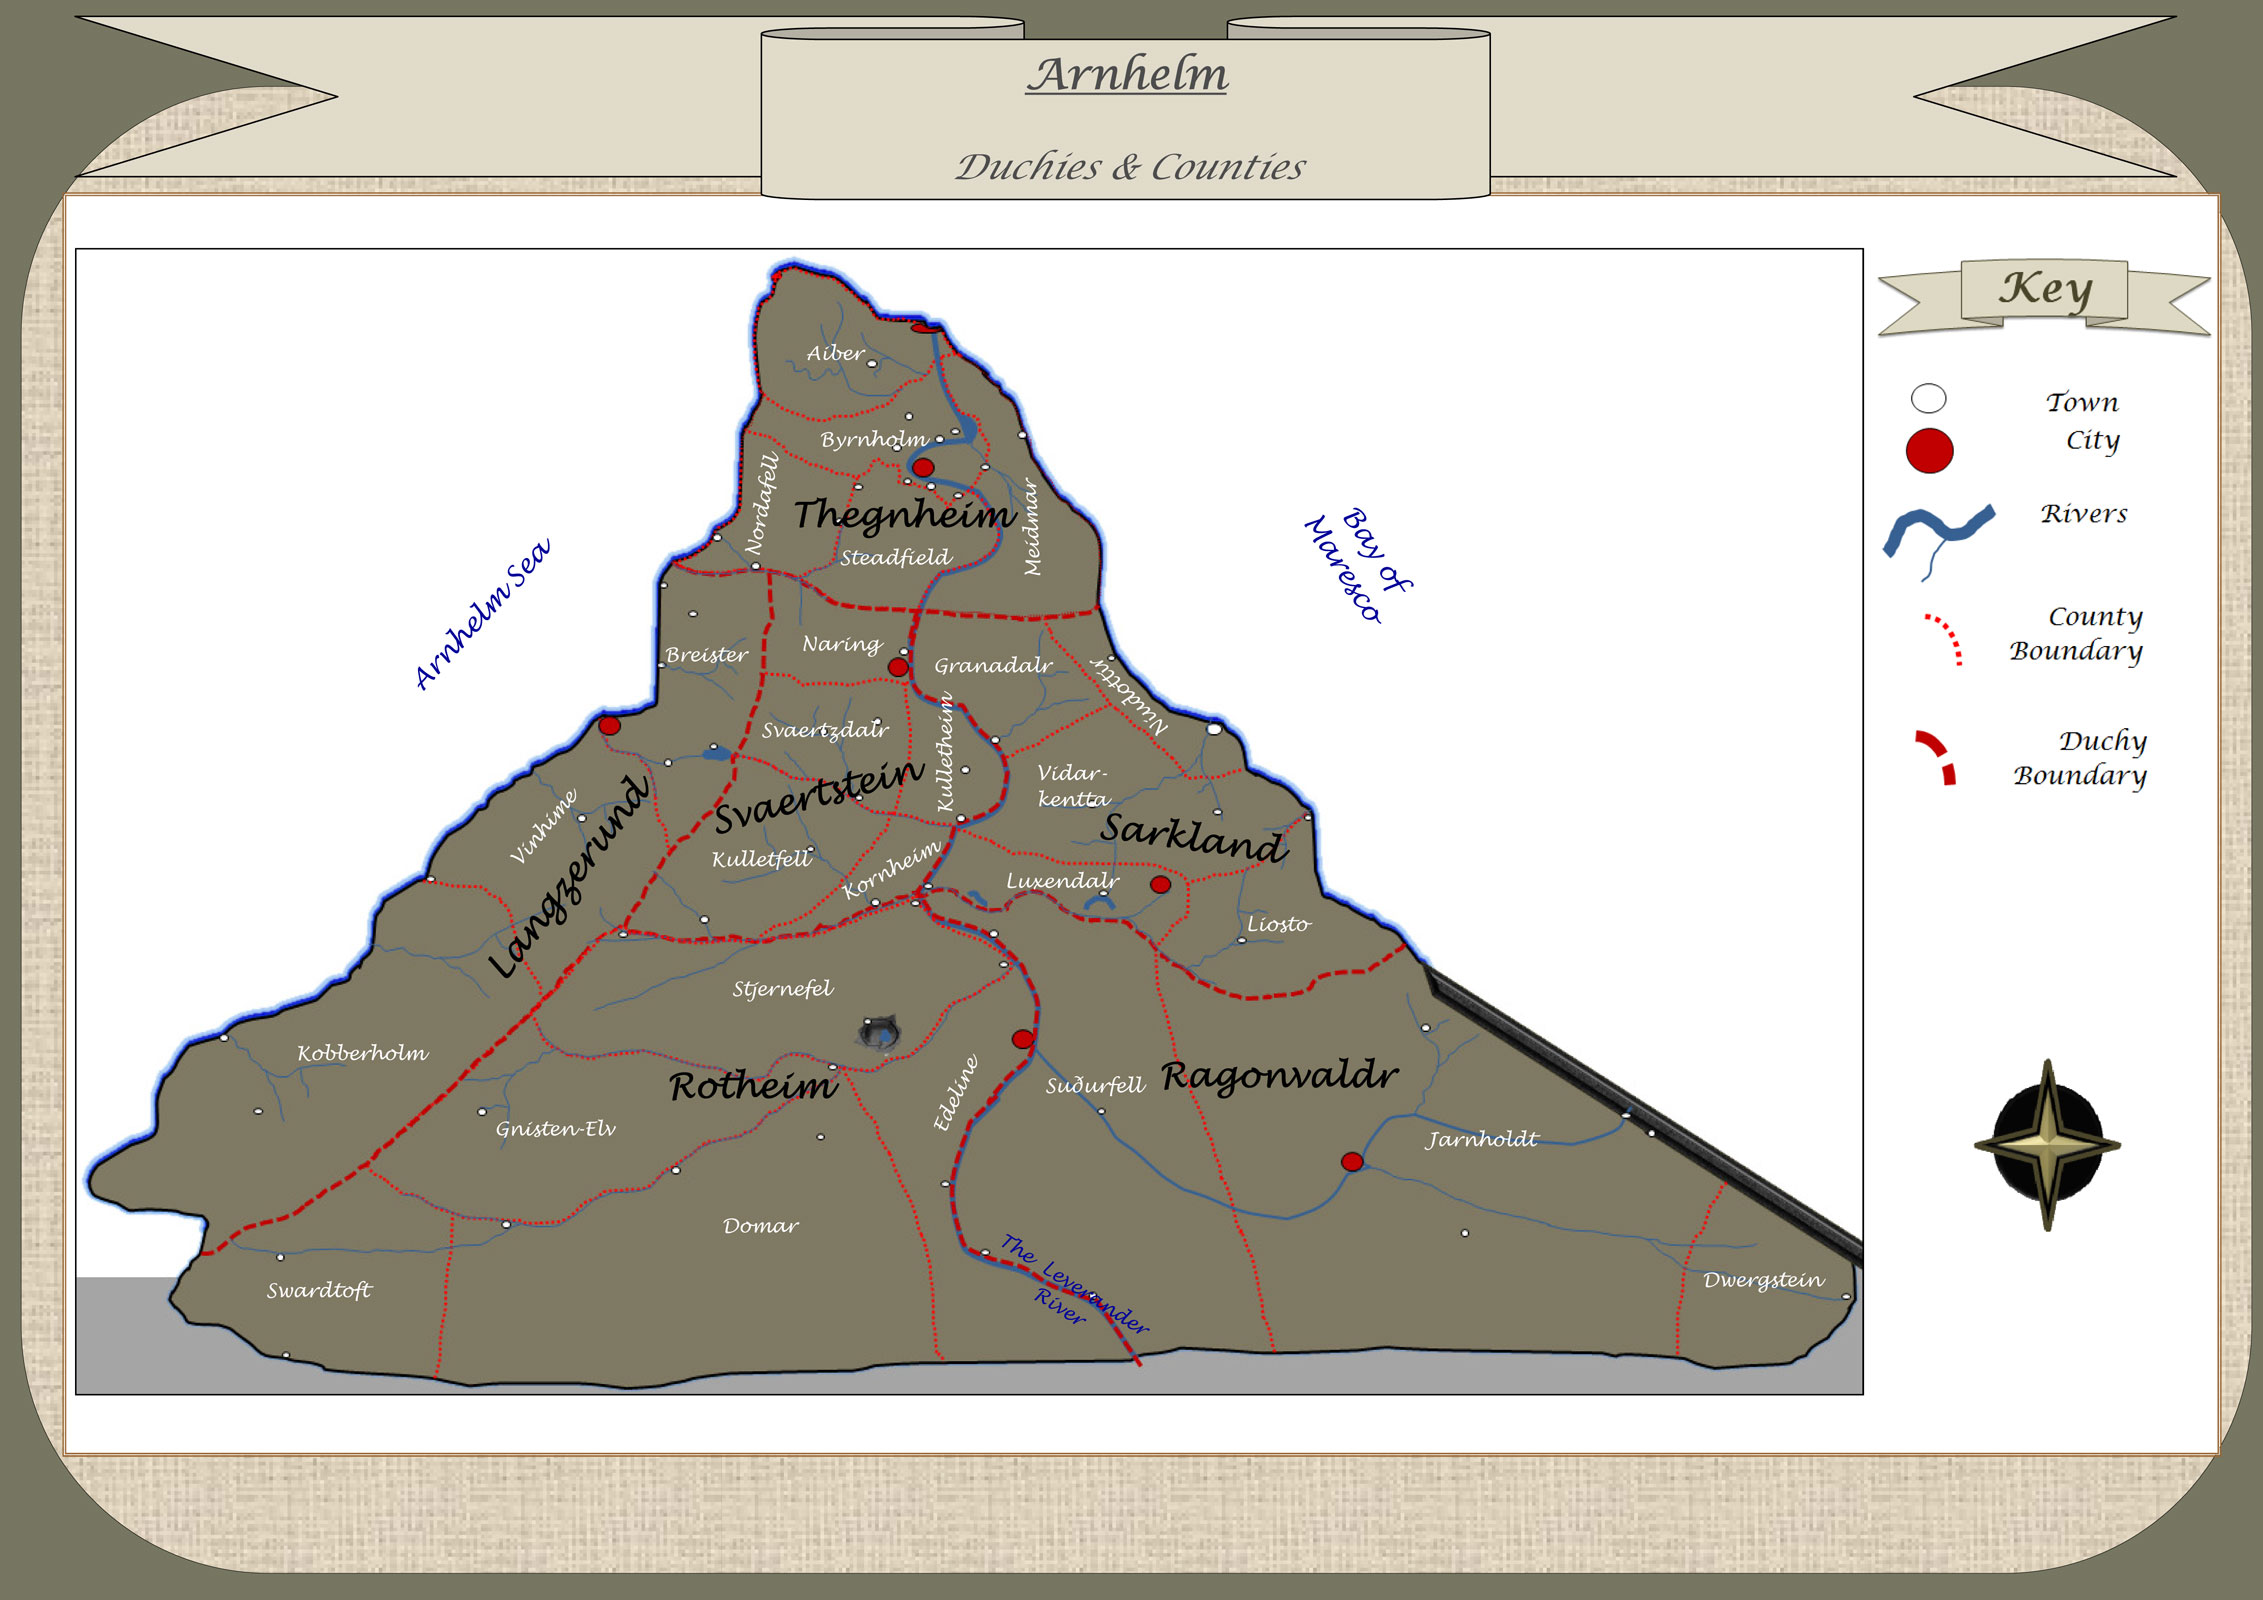 Arnhelm
Duchies & Counties
Key
Town
City
Rivers
County
Boundary
Duchy
Boundary
Arnhelm Sea
Bay of
Maresco
Aiber
Byrnholm
Nordafell
Thegnheim
Meidmar
Steadfield
Breister
Naring
Granadalr
Nindottir
Svaertzdalr
Kulletheim
Svaertstein
Vidar-
kentta
Sarkland
Vinhime
Langzerund
Kulletfell
Kornheim
Luxendalr
Liosto
Stjernefel
Kobberholm
Rotheim
Gnisten-Elv
Edeline
Suðurfell
Ragonvaldr
Jarnholdt
Domar
Swardtoft
The Leverander
River
Dwergstein